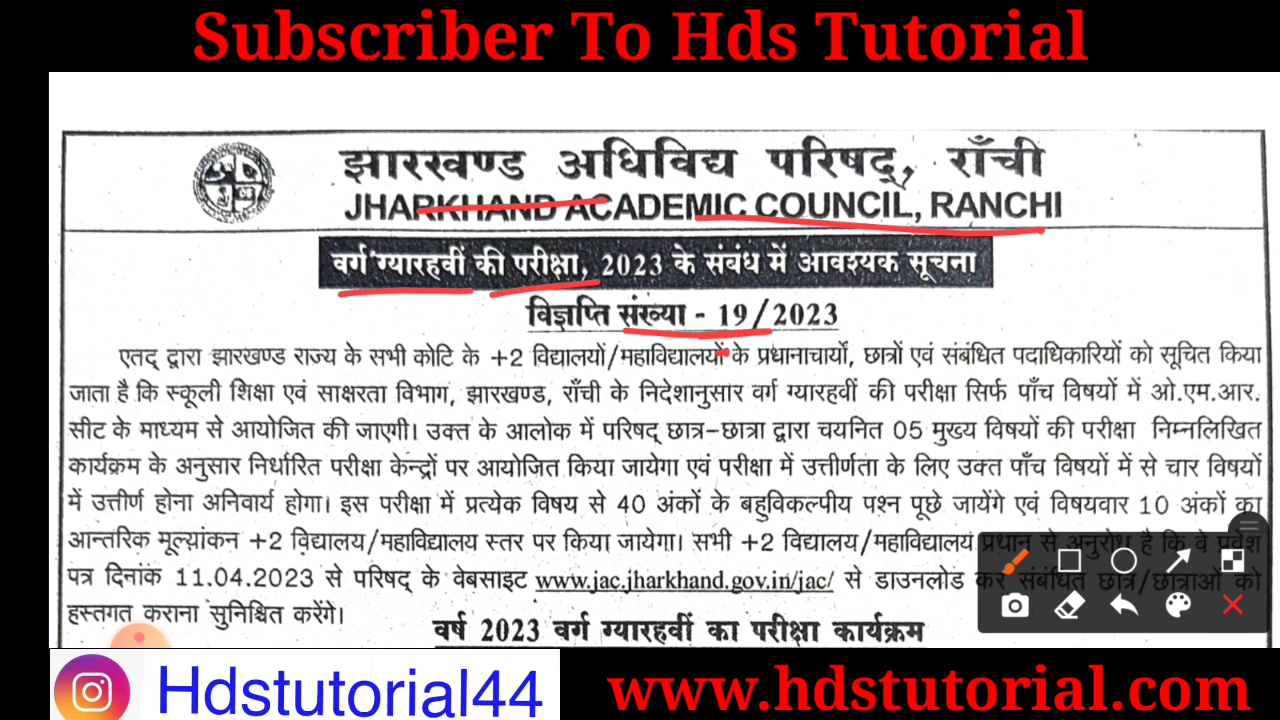 Subscriber To Hds Tutorial
झारखण्ड अधिविद्य परिषद्, राँची
JHARKHAND ACADEMIC COUNCIL, RANCHI
वर्ग ग्यारहवीं की परीक्षा, 2023 के संबंध में आवश्यक सूचना
विज्ञप्ति संख्या - 19/2023
एतद् द्वारा झारखण्ड राज्य के सभी कोटि के +2 विद्यालयों/महाविद्यालयों के प्रधानाचार्यों, छात्रों एवं संबंधित पदाधिकारियों को सूचित किया
जाता है कि स्कूली शिक्षा एवं साक्षरता विभाग, झारखण्ड, राँची के निदेशानुसार वर्ग ग्यारहवीं की परीक्षा सिर्फ पाँच विषयों में ओ.एम.आर.
सीट के माध्यम से आयोजित की जाएगी। उक्त के आलोक में परिषद् छात्र-छात्रा द्वारा चयनित 05 मुख्य विषयों की परीक्षा निम्नलिखित
कार्यक्रम के अनुसार निर्धारित परीक्षा केन्द्रों पर आयोजित किया जायेगा एवं परीक्षा में उत्तीर्णता के लिए उक्त पाँच विषयों में से चार विषयों
में उत्तीर्ण होना अनिवार्य होगा। इस परीक्षा में प्रत्येक विषय से 40 अंकों के बहुविकल्पीय प्रश्न पूछे जायेंगे एवं विषयवार 10 अंकों का
आन्तरिक मूल्यांकन +2 विद्यालय/महाविद्यालय स्तर पर किया जायेगा। सभी +2 विद्यालय/महाविद्यालय प्रधान से अनुरोध है कि वे प्रवेश
पत्र दिनांक 11.04.2023 से परिषद् के वेबसाइट www.jac.jharkhand.gov.in/jac/ से डाउनलोड कर संबंधित छात्र/छात्राओं को
हस्तगत कराना सुनिश्चित करेंगे।
वर्ष 2023 वर्ग ग्यारहवीं का परीक्षा कार्यक्रम
Hdstutorial44
www.hdstutorial.com